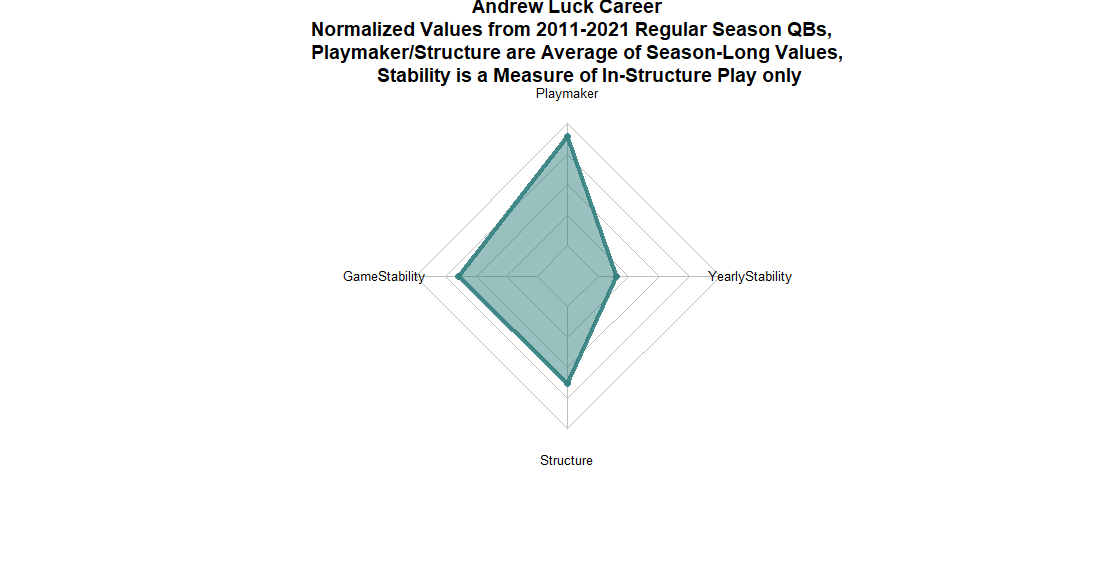 Andrew Luck Career
Normalized Values from 2011-2021 Regular Season QBs,
Playmaker/Structure are Average of Season-Long Values,
Stability is a Measure of In-Structure Play only
Playmaker
GameStability
YearlyStability
Structure